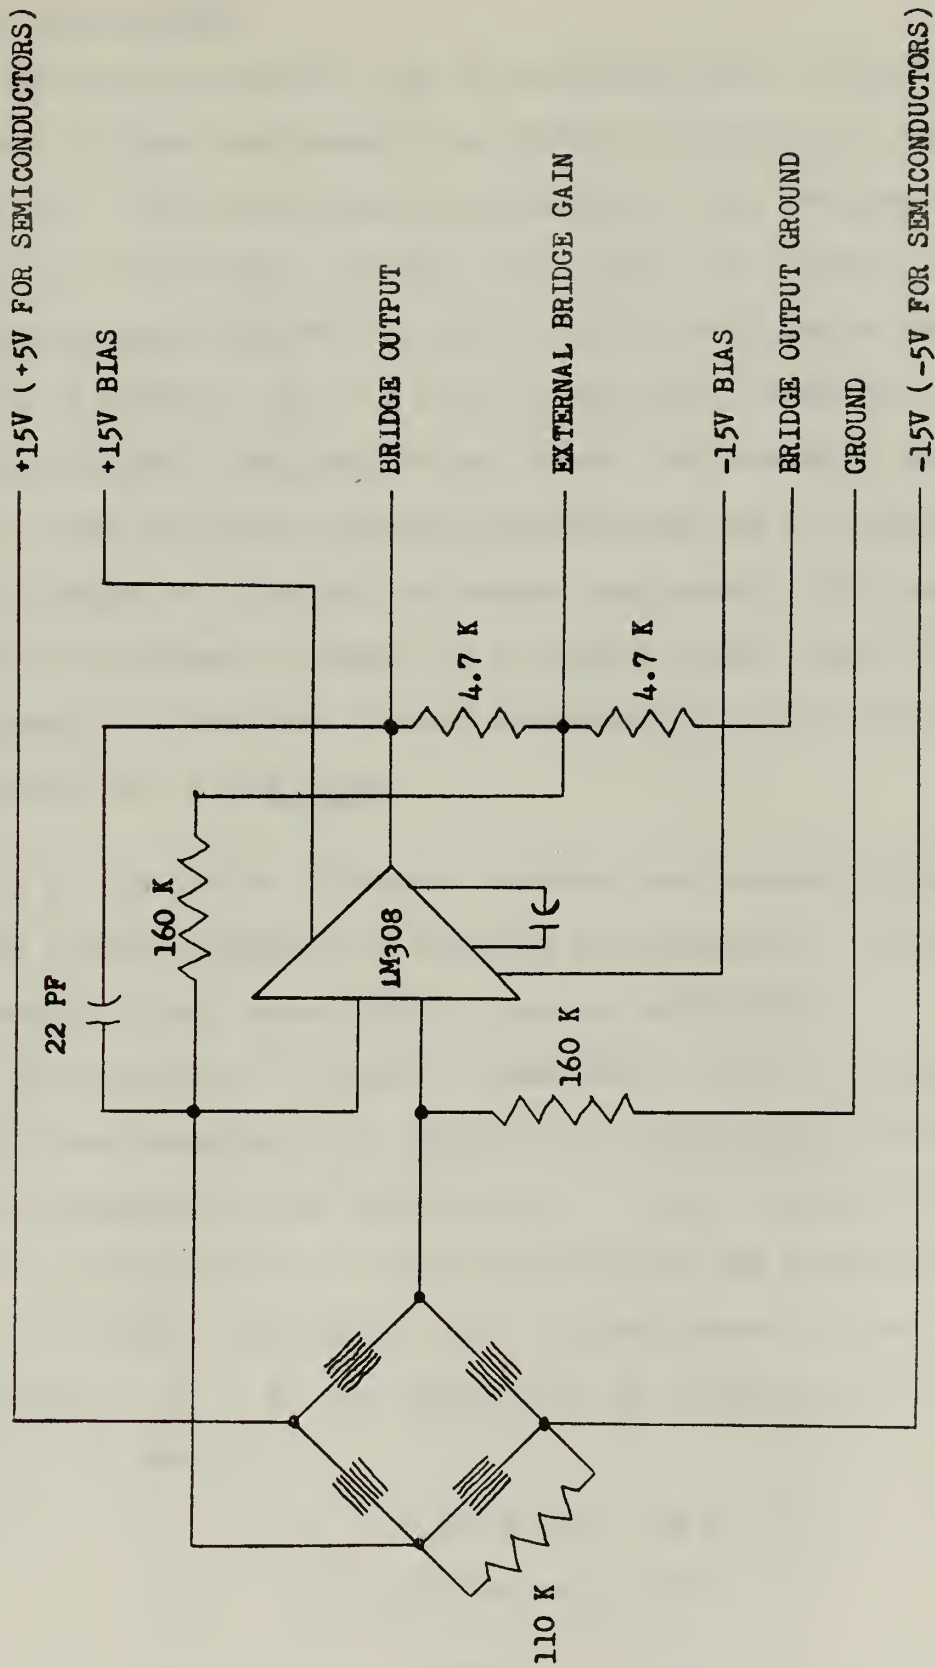 +15V (+5V FOR SEMICONDUCTORS)
+15V BIAS
22 PF
160 K
BRIDGE OUTPUT
LM308
4.7 K
EXTERNAL BRIDGE GAIN
4.7 K
160 K
-15V BIAS
BRIDGE OUTPUT GROUND
110 K
GROUND
-15V (-5V FOR SEMICONDUCTORS)